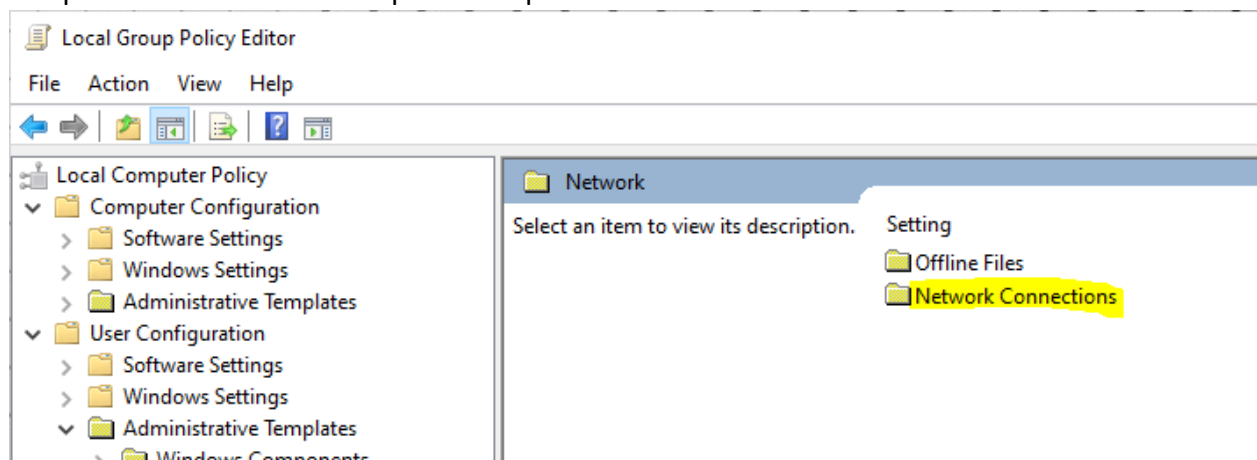 Local Group Policy Editor
File Action View Help
Local Computer Policy
Computer Configuration
Software Settings
Windows Settings
Administrative Templates
User Configuration
Software Settings
Windows Settings
Administrative Templates
Windows Components
Network
Select an item to view its description.
Setting
Offline Files
Network Connections